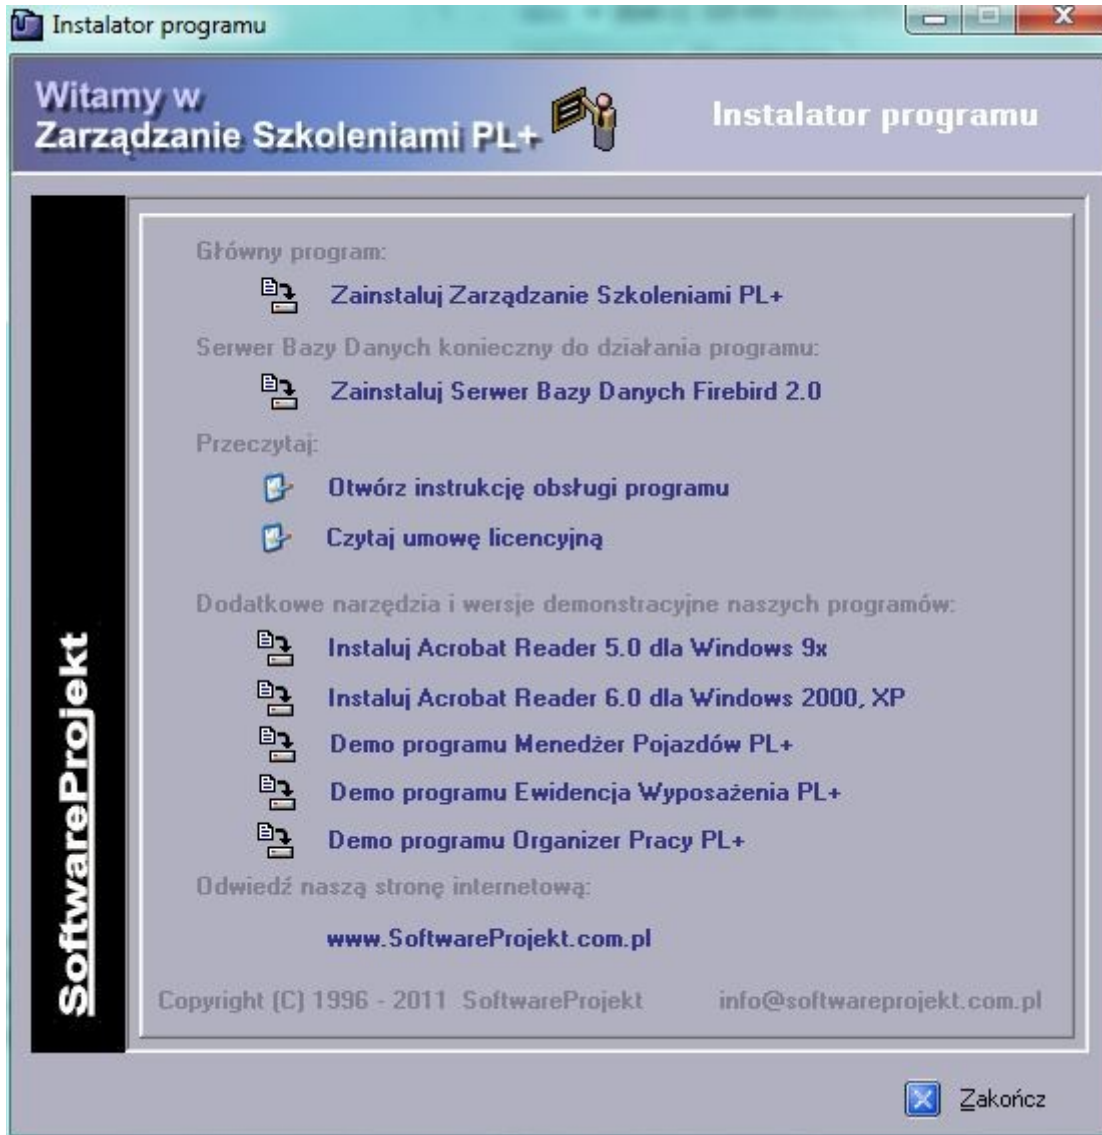 Instalator programu
Witamy w
Zarządzanie Szkoleniami PL+
Instalator programu
Główny program:
Zainstaluj Zarządzanie Szkoleniami PL+
Serwer Bazy Danych konieczny do działania programu:
Zainstaluj Serwer Bazy Danych Firebird 2.0
Przeczytaj:
Otwórz instrukcję obsługi programu
Czytaj umowę licencyjną
Dodatkowe narzędzia i wersje demonstracyjne naszych programów:
Instaluj Acrobat Reader 5.0 dla Windows 9x
Instaluj Acrobat Reader 6.0 dla Windows 2000, XP
Demo programu Menedżer Pojazdów PL+
Demo programu Ewidencja Wyposażenia PL+
Demo programu Organizer Pracy PL+
Odwiedź naszą stronę internetową:
www.SoftwareProjekt.com.pl
Copyright (C) 1996 - 2011 SoftwareProjekt info@softwareprojekt.com.pl
SoftwareProjekt
Zakończ